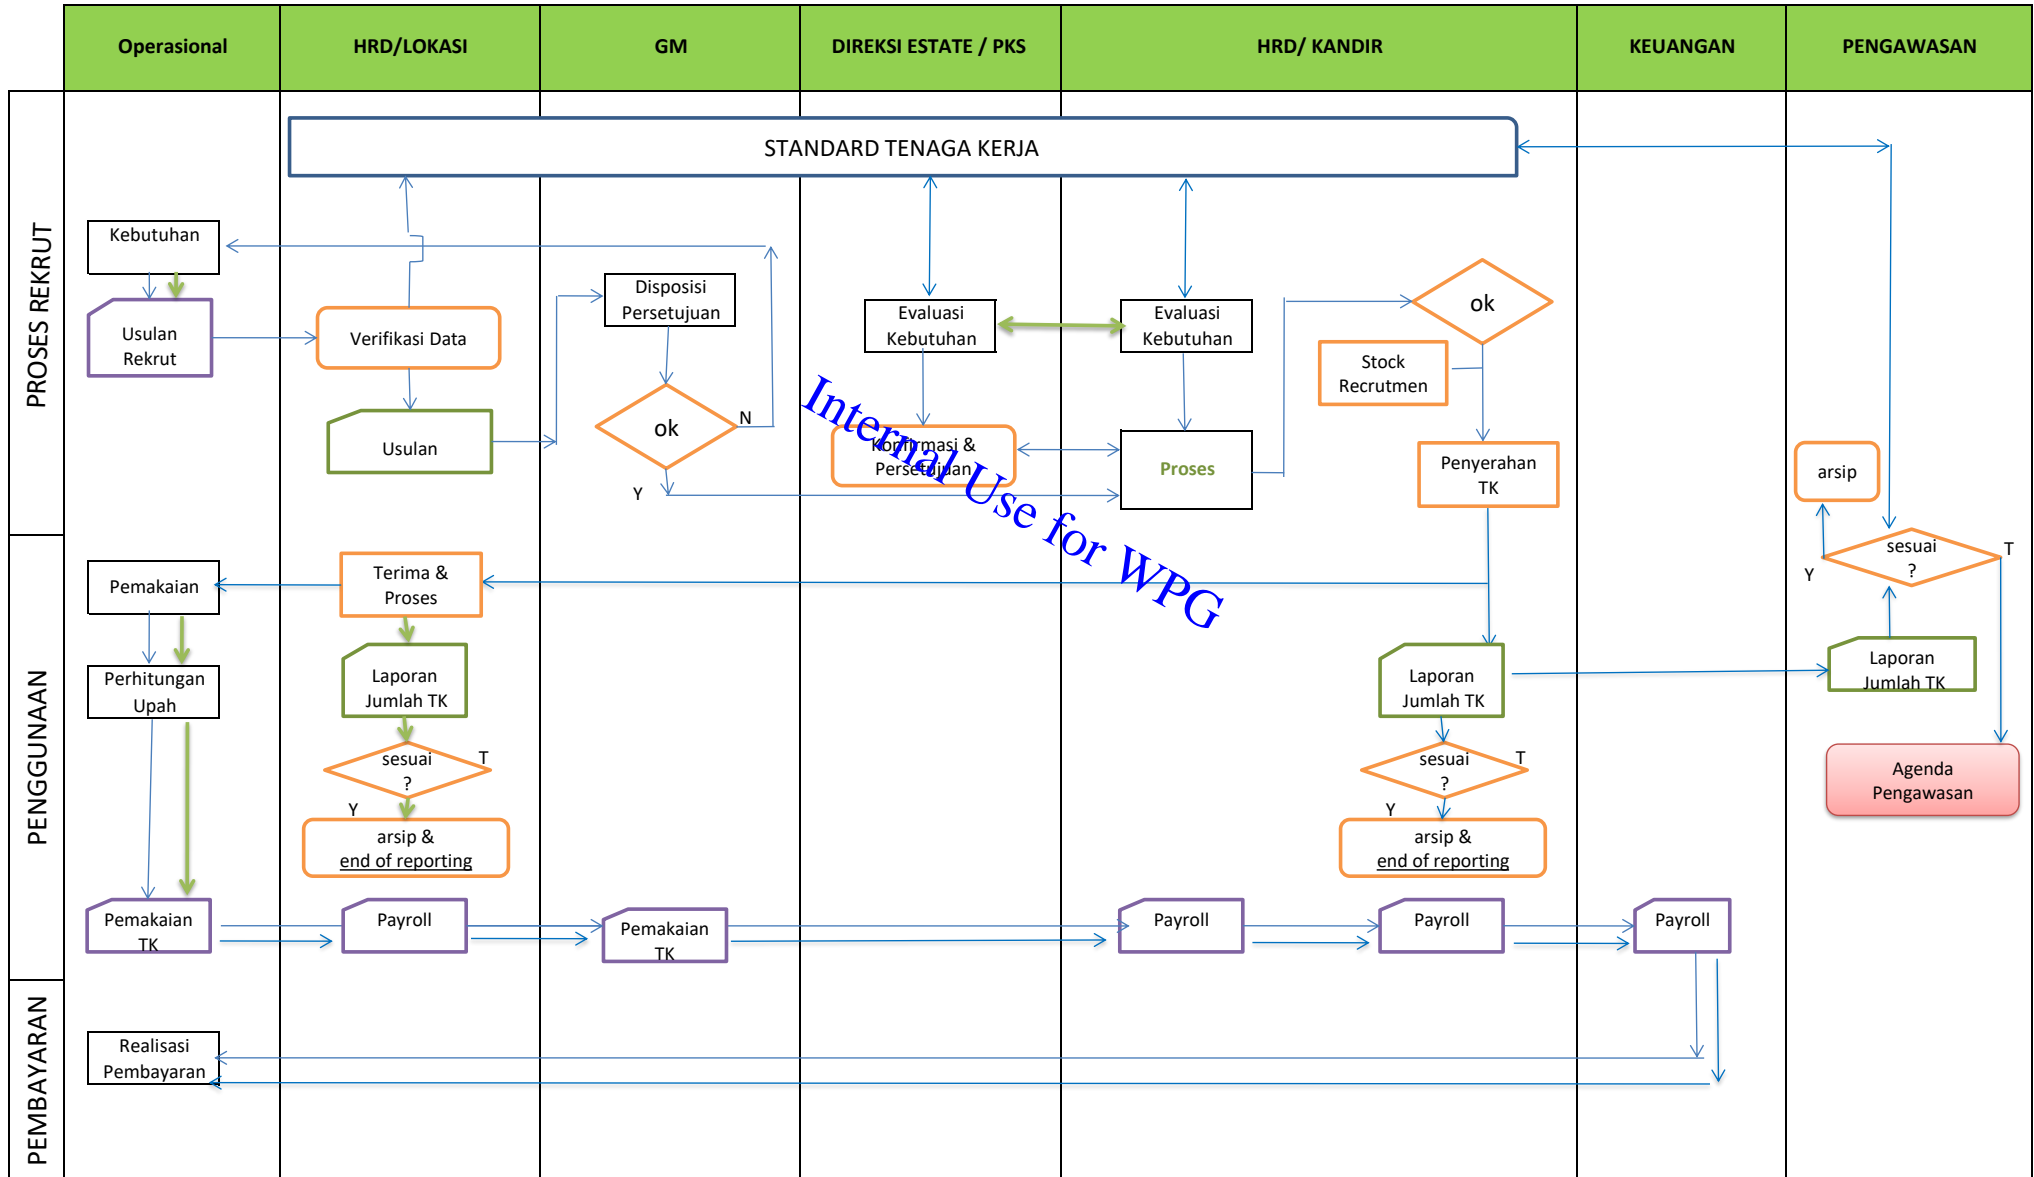 Operasional
HRD/LOKASI
GM
DIREKSI ESTATE / PKS
HRD/ KANDIR
KEUANGAN
PENGAWASAN
PROSES REKRUT
STANDARD TENAGA KERJA
Kebutuhan
Usulan
Rekrut
Verifikasi Data
Usulan
Disposisi
Persetujuan
ok
N
Y
Evaluasi
Kebutuhan
Konfirmasi &
Persetujuan
Evaluasi
Kebutuhan
Proses
ok
Stock
Recrutmen
Penyerahan
TK
arsip
sesuai
?
Y
T
Internal Use for WPG
PENGGUNAAN
Pemakaian
Terima &
Proses
Perhitungan
Upah
Laporan
Jumlah TK
sesuai
?
T
Y
arsip &
end of reporting
Laporan
Jumlah TK
sesuai
?
T
Y
arsip &
end of reporting
Laporan
Jumlah TK
Agenda
Pengawasan
Pemakaian
TK
Payroll
Pemakaian
TK
Payroll
Payroll
Payroll
PEMBAYARAN
Realisasi
Pembayaran